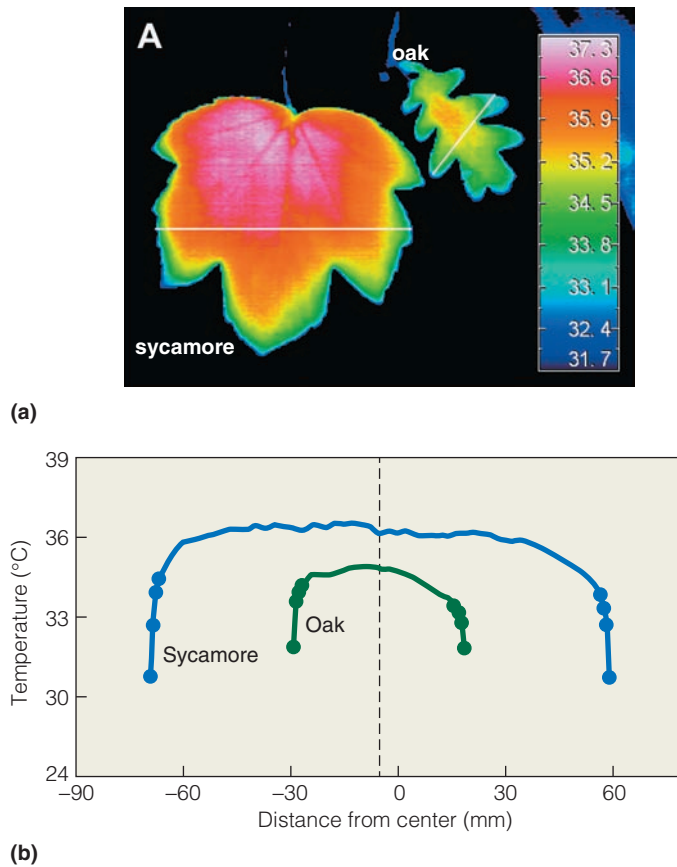 A
oak
sycamore
37.3
36.6
35.9
35.2
34.5
33.8
33.1
32.4
31.7
(a)
39
36
33
30
24
Temperature (°C)
Sycamore
Oak
–90
–60
–30
0
30
60
Distance from center (mm)
(b)